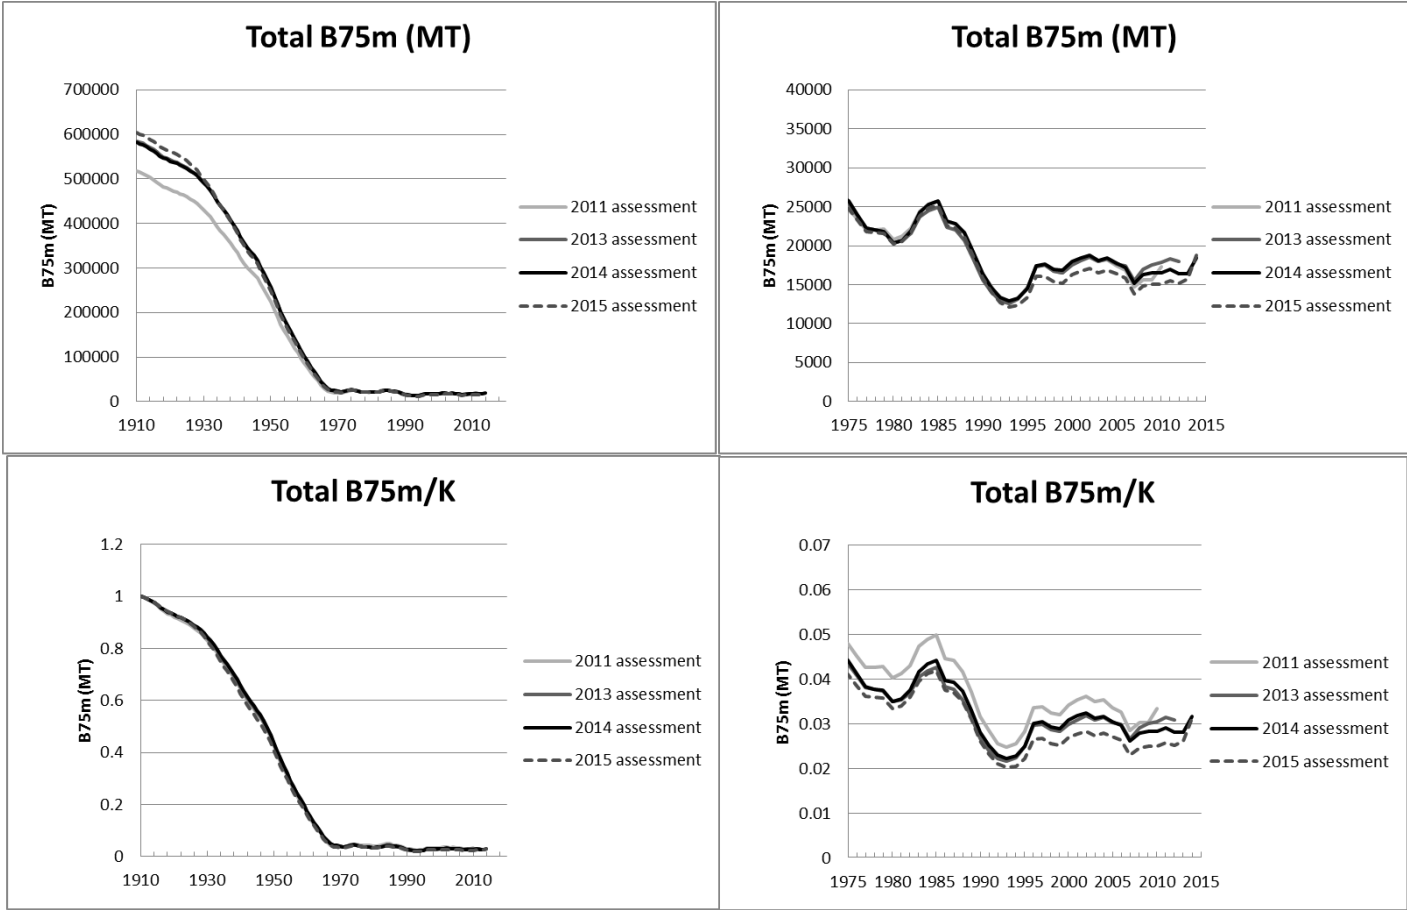 Total B75m (MT)
700000
600000
500000
400000
300000
200000
100000
0
B75m (MT)
1910 1930 1950 1970 1990 2010
2011 assessment
2013 assessment
2014 assessment
2015 assessment
Total B75m (MT)
40000
35000
30000
25000
20000
15000
10000
5000
0
B75m (MT)
1975 1980 1985 1990 1995 2000 2005 2010 2015
2011 assessment
2013 assessment
2014 assessment
2015 assessment
Total B75m/K
1.2
1
0.8
0.6
0.4
0.2
0
B75m (MT)
1910 1930 1950 1970 1990 2010
2011 assessment
2013 assessment
2014 assessment
2015 assessment
Total B75m/K
0.07
0.06
0.05
0.04
0.03
0.02
0.01
0
B75m (MT)
1975 1980 1985 1990 1995 2000 2005 2010 2015
2011 assessment
2013 assessment
2014 assessment
2015 assessment